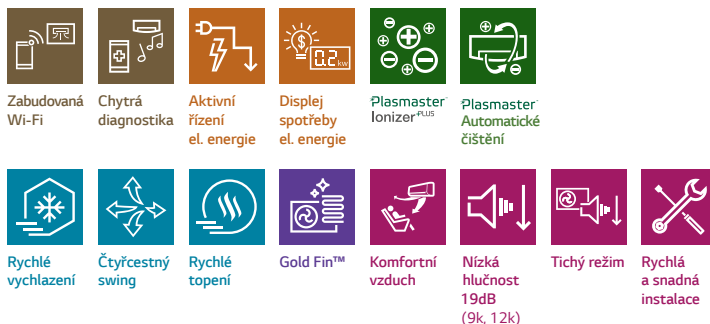 0.2 kw
Zabudovaná
Wi-Fi
Chytrá
diagnostika
Aktivní
řízení
el. energie
Displej
spotřeby
el. energie
Plasmaster
Ionizer PLUS
Plasmaster
Automatické
čištění
Rychlé
vychlazení
Čtyřcestný
swing
Rychlé
topení
Gold Fin™
Komfortní
vzduch
Nízká
hlučnost
19dB
(9k, 12k)
Tichý režim
Rychlá
a snadná
instalace